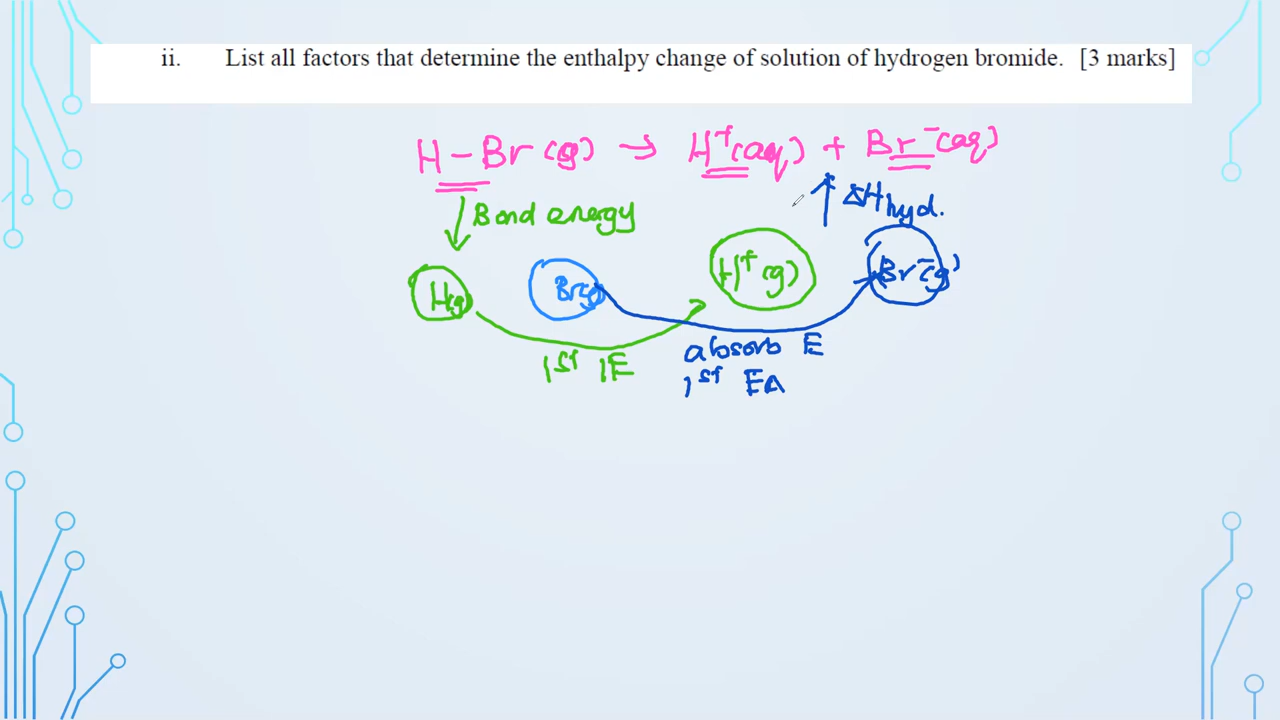 ii. List all factors that determine the enthalpy change of solution of hydrogen bromide. [3 marks]
H – Br (g) → H⁺(aq) + Br⁻(aq)
↓ Bond energy ↑ ΔHhyd.
H(g) Br(g) H⁺(g) Br⁻(g)
1st IE absorb E
1st EA